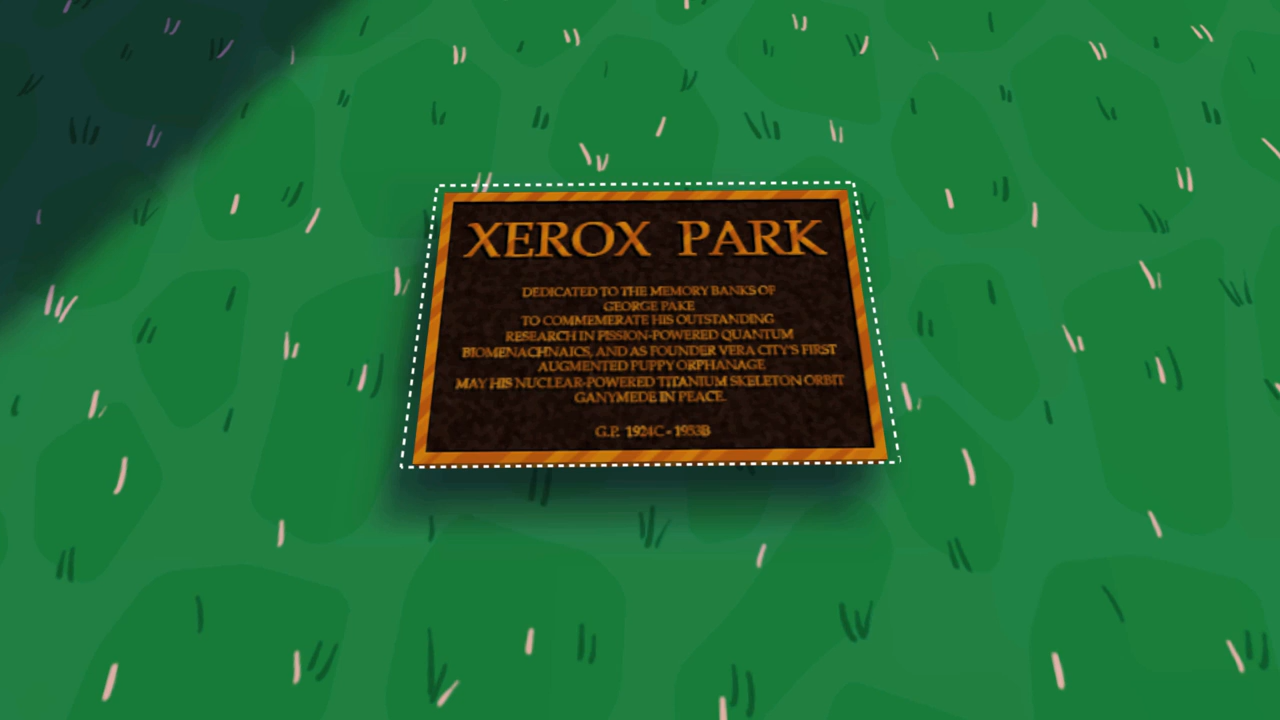 XEROX PARK
DEDICATED TO THE MEMORY BANKS OF
GEORGE PAKE
TO COMMEMERATE HIS OUTSTANDING
RESEARCH IN FISSION-POWERED QUANTUM
BIOMENACHNAICS, AND AS FOUNDER VERA CITY'S FIRST
AUGMENTED PUPPY ORPHANAGE
MAY HIS NUCLEAR-POWERED TITANIUM SKELETON ORBIT
GANYMEDE IN PEACE.
G.P. 1924C - 1953B